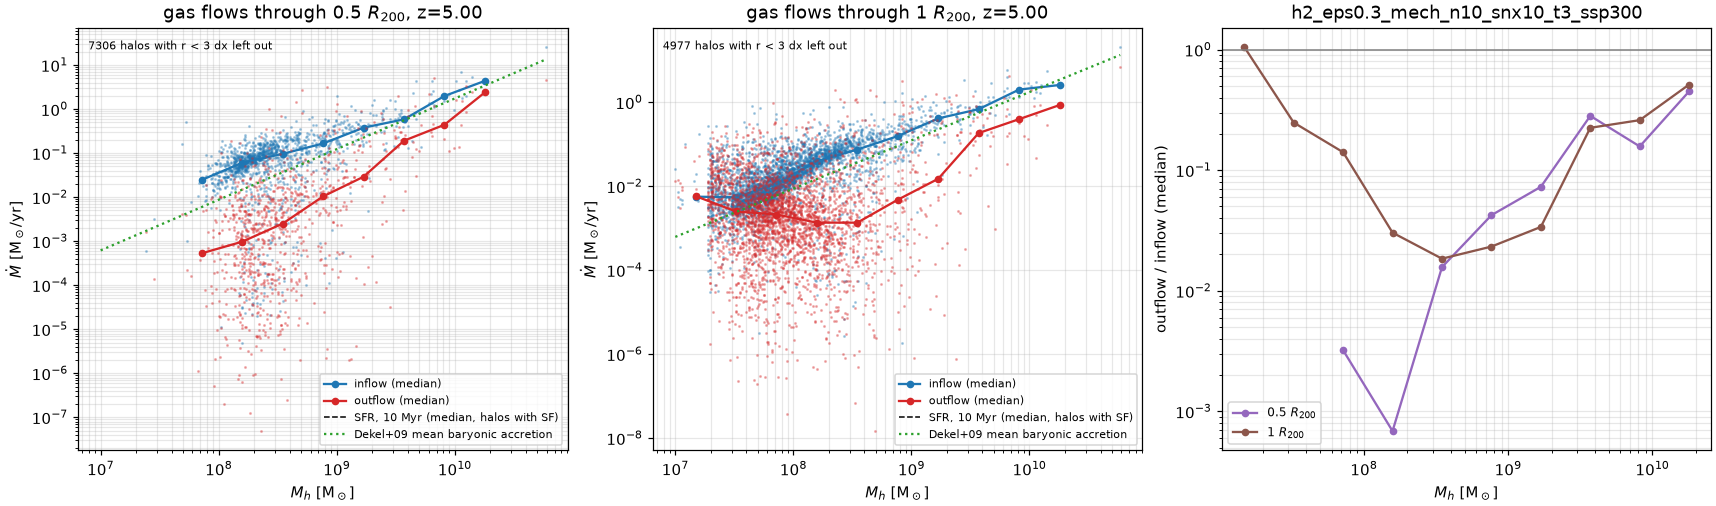 gas flows through 0.5 R₂₀₀, z=5.00
7306 halos with r < 3 dx left out
Ṁ [M⊙/yr]
10¹
10⁰
10⁻¹
10⁻²
10⁻³
10⁻⁴
10⁻⁵
10⁻⁶
10⁻⁷
inflow (median)
outflow (median)
SFR, 10 Myr (median, halos with SF)
Dekel+09 mean baryonic accretion
10⁷ 10⁸ 10⁹ 10¹⁰
Mₕ [M⊙]
gas flows through 1 R₂₀₀, z=5.00
4977 halos with r < 3 dx left out
Ṁ [M⊙/yr]
10⁰
10⁻²
10⁻⁴
10⁻⁶
10⁻⁸
inflow (median)
outflow (median)
SFR, 10 Myr (median, halos with SF)
Dekel+09 mean baryonic accretion
10⁷ 10⁸ 10⁹ 10¹⁰
Mₕ [M⊙]
h2_eps0.3_mech_n10_snx10_t3_ssp300
outflow / inflow (median)
10⁰
10⁻¹
10⁻²
10⁻³
0.5 R₂₀₀
1 R₂₀₀
10⁸ 10⁹ 10¹⁰
Mₕ [M⊙]